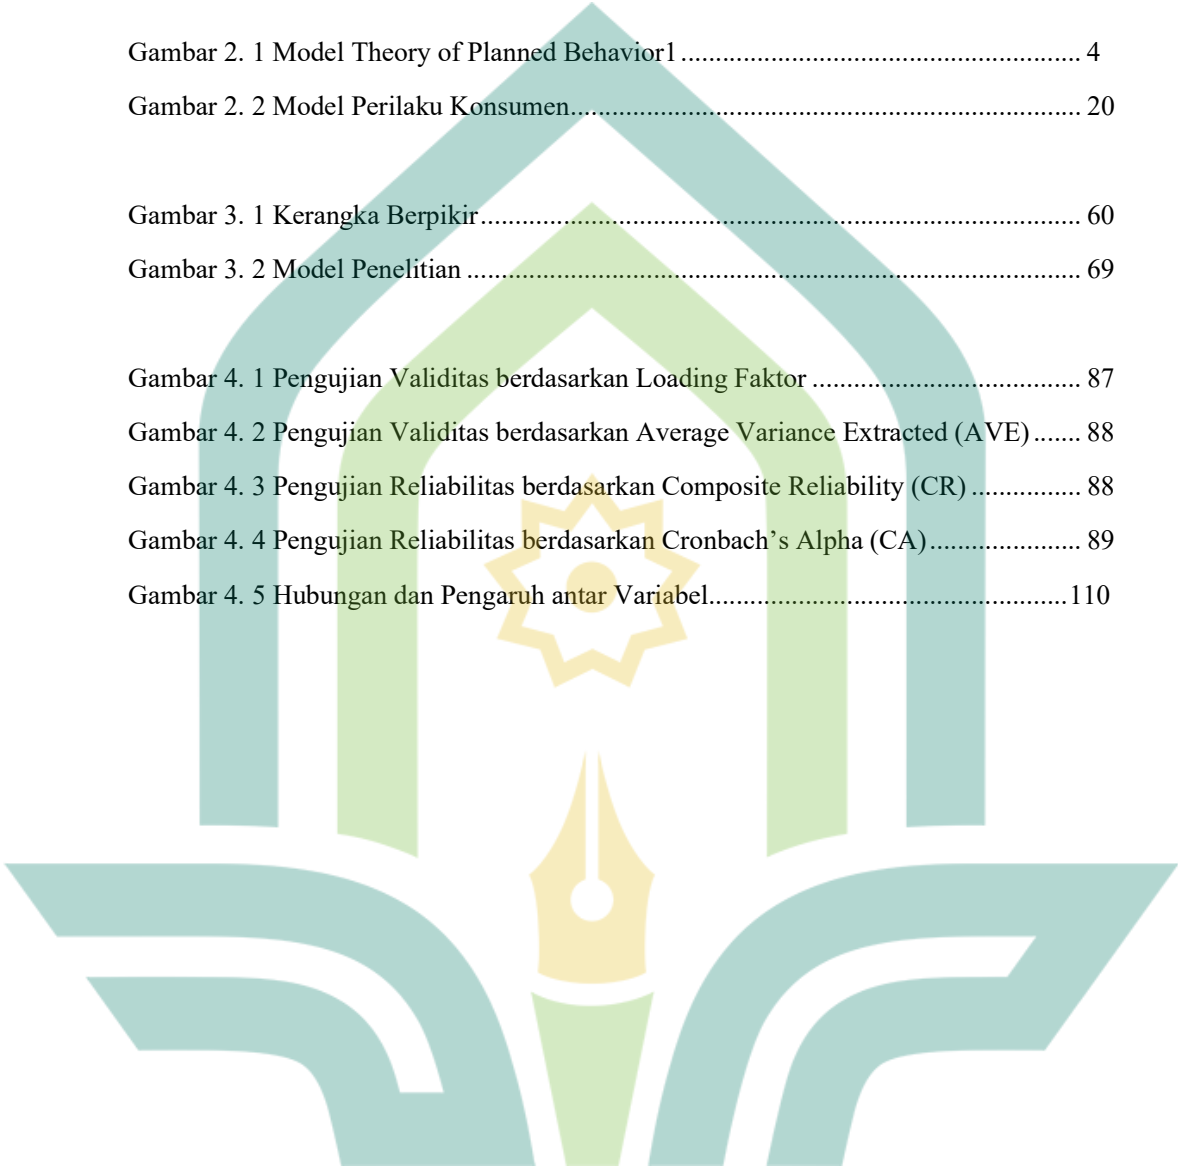 Gambar 2. 1 Model Theory of Planned Behavior1 ............................................................ 4
Gambar 2. 2 Model Perilaku Konsumen............................................................................ 20
Gambar 3. 1 Kerangka Berpikir......................................................................................... 60
Gambar 3. 2 Model Penelitian ........................................................................................... 69
Gambar 4. 1 Pengujian Validitas berdasarkan Loading Faktor ........................................ 87
Gambar 4. 2 Pengujian Validitas berdasarkan Average Variance Extracted (AVE) ....... 88
Gambar 4. 3 Pengujian Reliabilitas berdasarkan Composite Reliability (CR) ................ 88
Gambar 4. 4 Pengujian Reliabilitas berdasarkan Cronbach’s Alpha (CA)...................... 89
Gambar 4. 5 Hubungan dan Pengaruh antar Variabel.....................................................110